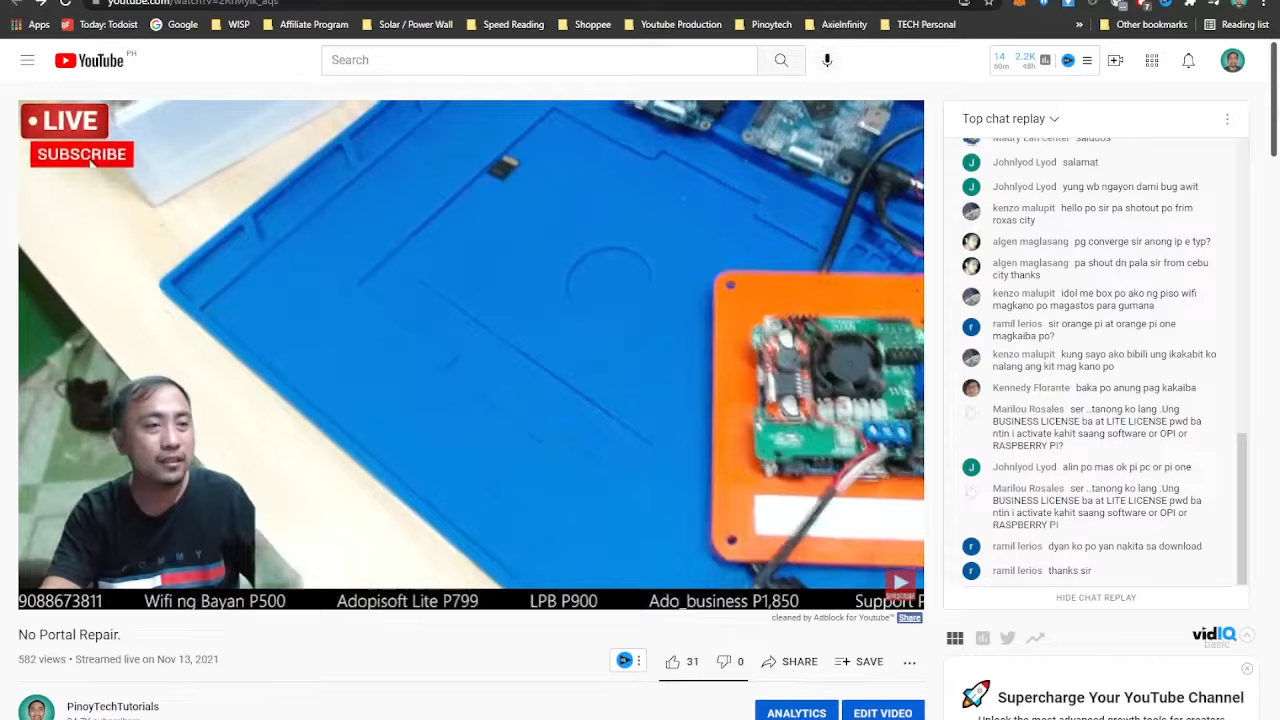 Apps
Today: Todoist
Google
WISP
Affiliate Program
Solar / Power Wall
Speed Reading
Shoppee
Youtube Production
Pinoytech
AxieInfinity
TECH Personal
»
Other bookmarks
Reading list
YouTube PH
Search
14 2.2K
60m 48h
• LIVE
SUBSCRIBE
TOMMY
9088673811 Wifi ng Bayan P500 Adopisoft Lite P799 LPB P900 Ado_business P1,850 Support P
SUBSCRIBE
cleaned by Adblock for Youtube™ Share
No Portal Repair.
582 views • Streamed live on Nov 13, 2021
31
0
SHARE
SAVE
PinoyTechTutorials
ANALYTICS
EDIT VIDEO
Top chat replay
Johnlyod Lyod salamat
Johnlyod Lyod yung wb ngayon dami bug awit
kenzo malupit hello po sir pa shotout po frim
roxas city
algen maglasang pg converge sir anong ip e typ?
algen maglasang pa shout dn pala sir from cebu
city thanks
kenzo malupit idol me box po ako ng piso wifi
magkano po magastos para gumana
ramil lerios sir orange pi at orange pi one
magkaiba po?
kenzo malupit kung sayo ako bibili ung ikakabit ko
nalang ang kit mag kano po
Kennedy Florante baka po anung pag kakaiba
Marilou Rosales ser ..tanong ko lang .Ung
BUSINESS LICENSE ba at LITE LICENSE pwd ba
ntin i activate kahit saang software or OPI or
RASPBERRY PI?
Johnlyod Lyod alin po mas ok pi pc or pi one
Marilou Rosales ser ..tanong ko lang .Ung
BUSINESS LICENSE ba at LITE LICENSE pwd ba
ntin i activate kahit saang software or OPI or
RASPBERRY PI
ramil lerios dyan ko po yan nakita sa download
ramil lerios thanks sir
HIDE CHAT REPLAY
vidIQ
basic
Supercharge Your YouTube Channel